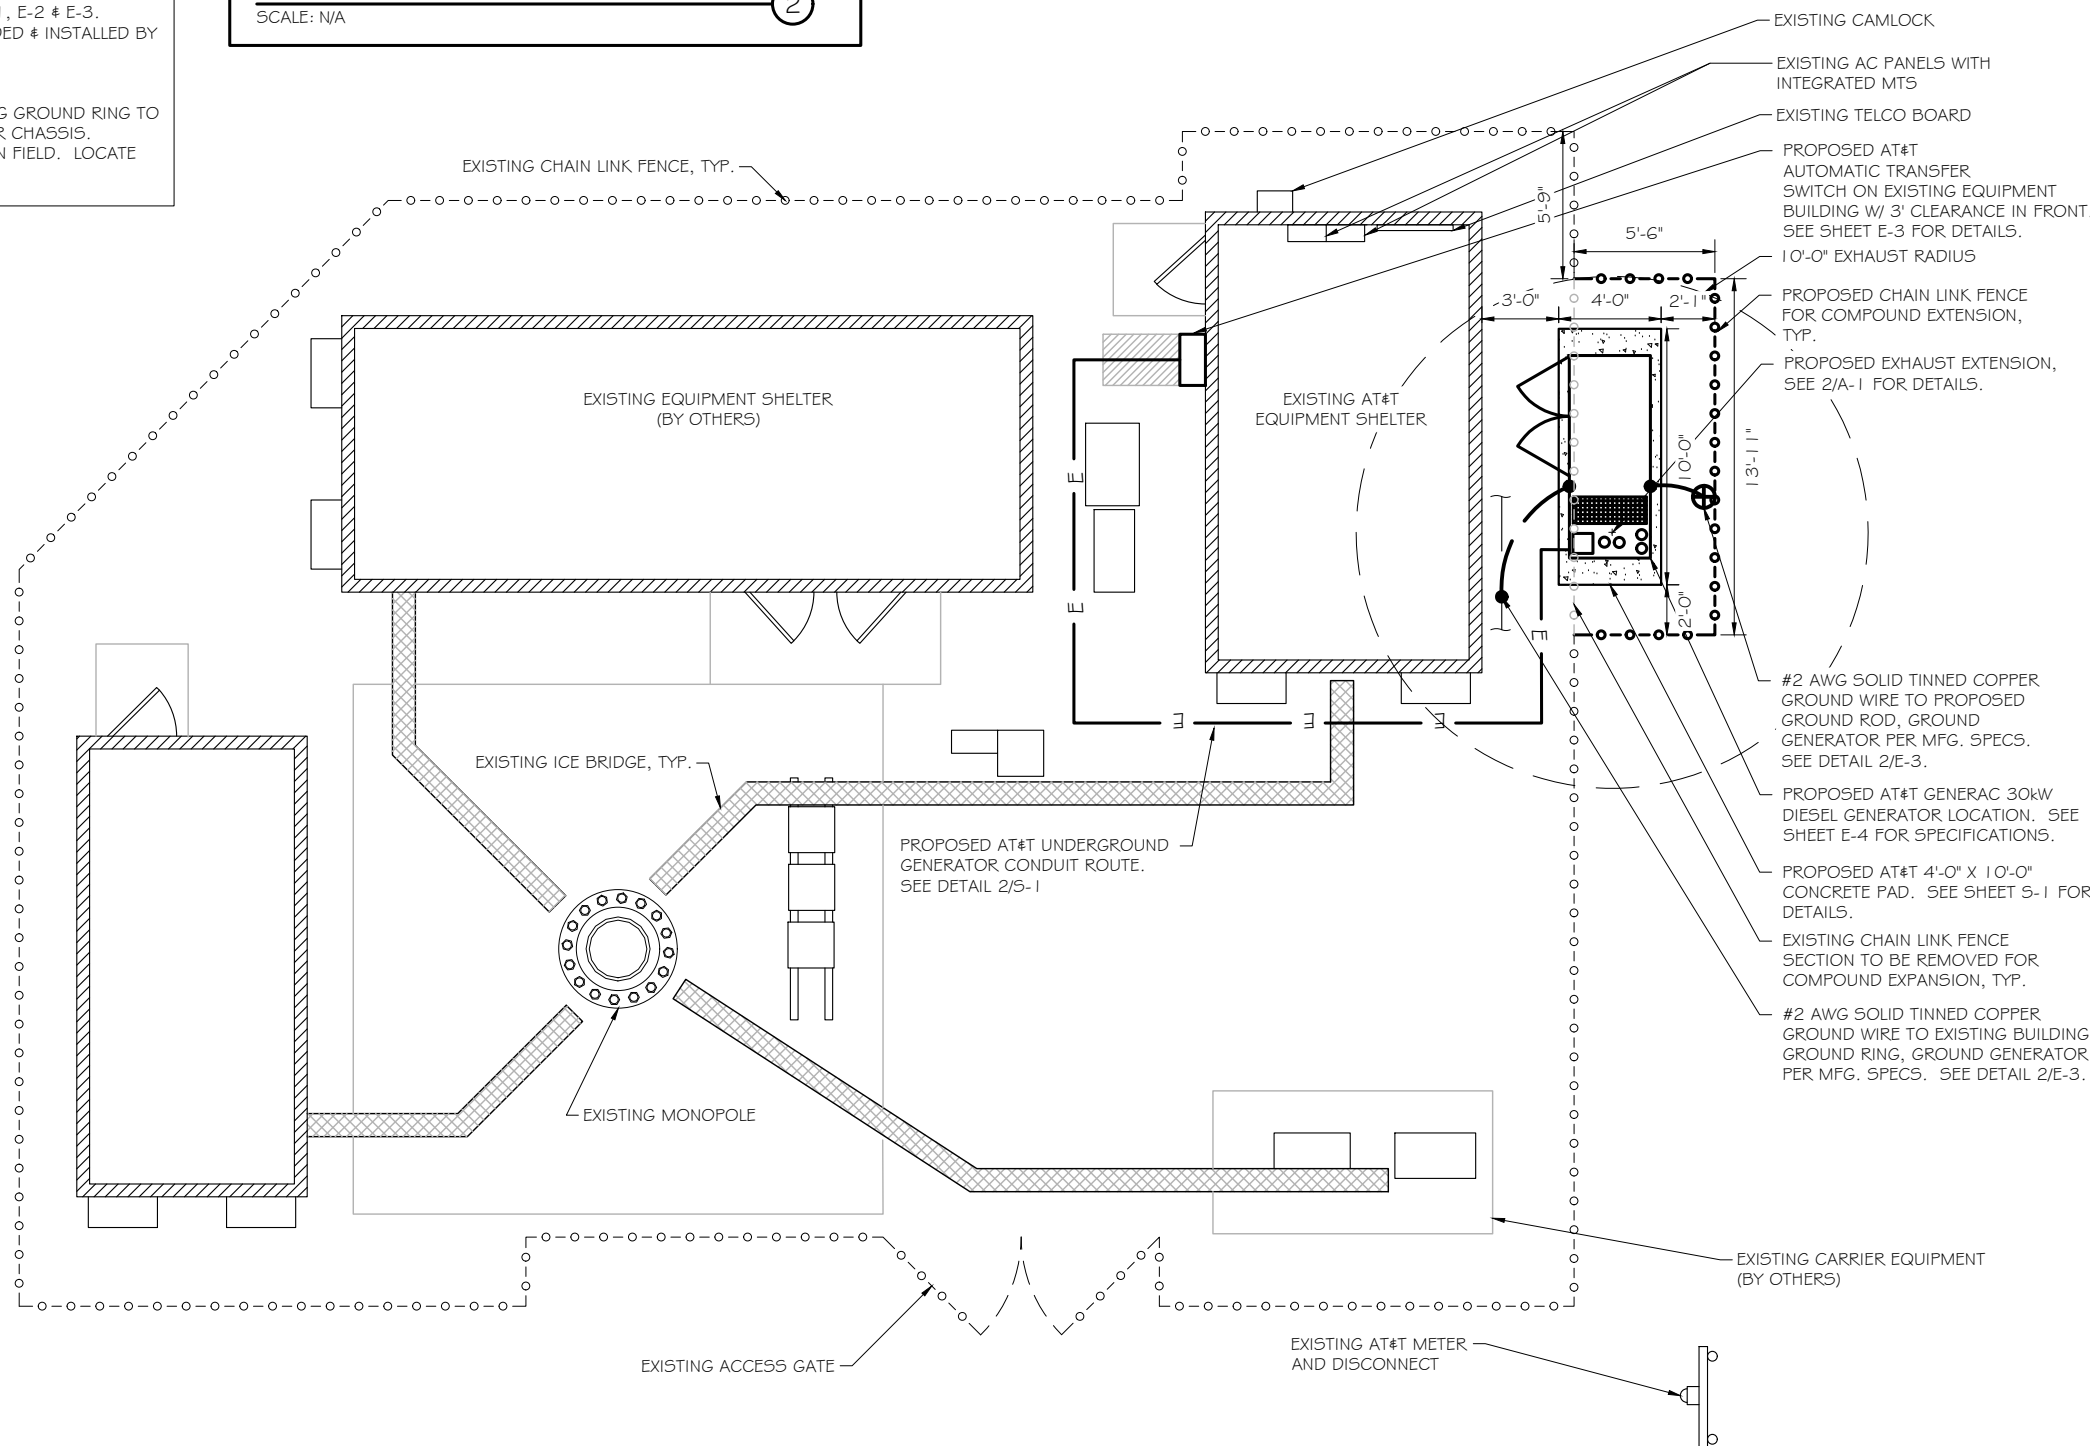 , E-2 & E-3.
& INSTALLED BY
GROUND RING TO
CHASSIS.
FIELD. LOCATE
SCALE: N/A
2
EXISTING CHAIN LINK FENCE, TYP.
EXISTING CAMLOCK
EXISTING AC PANELS WITH
INTEGRATED MTS
EXISTING TELCO BOARD
PROPOSED AT&T
AUTOMATIC TRANSFER
SWITCH ON EXISTING EQUIPMENT
BUILDING W/ 3' CLEARANCE IN FRONT.
SEE SHEET E-3 FOR DETAILS.
10'-0" EXHAUST RADIUS
PROPOSED CHAIN LINK FENCE
FOR COMPOUND EXTENSION,
TYP.
PROPOSED EXHAUST EXTENSION,
SEE 2/A-1 FOR DETAILS.
5'-9"
5'-6"
3'-0"
4'-0"
2'-1"
10'-0"
13'-11"
2'-0"
EXISTING EQUIPMENT SHELTER
(BY OTHERS)
EXISTING AT&T
EQUIPMENT SHELTER
E
E
E
E
E
E
#2 AWG SOLID TINNED COPPER
GROUND WIRE TO PROPOSED
GROUND ROD, GROUND
GENERATOR PER MFG. SPECS.
SEE DETAIL 2/E-3.
PROPOSED AT&T GENERAC 30kW
DIESEL GENERATOR LOCATION. SEE
SHEET E-4 FOR SPECIFICATIONS.
PROPOSED AT&T 4'-0" X 10'-0"
CONCRETE PAD. SEE SHEET S-1 FOR
DETAILS.
EXISTING CHAIN LINK FENCE
SECTION TO BE REMOVED FOR
COMPOUND EXPANSION, TYP.
#2 AWG SOLID TINNED COPPER
GROUND WIRE TO EXISTING BUILDING
GROUND RING, GROUND GENERATOR
PER MFG. SPECS. SEE DETAIL 2/E-3.
EXISTING ICE BRIDGE, TYP.
PROPOSED AT&T UNDERGROUND
GENERATOR CONDUIT ROUTE.
SEE DETAIL 2/S-1
EXISTING MONOPOLE
EXISTING CARRIER EQUIPMENT
(BY OTHERS)
EXISTING ACCESS GATE
EXISTING AT&T METER
AND DISCONNECT